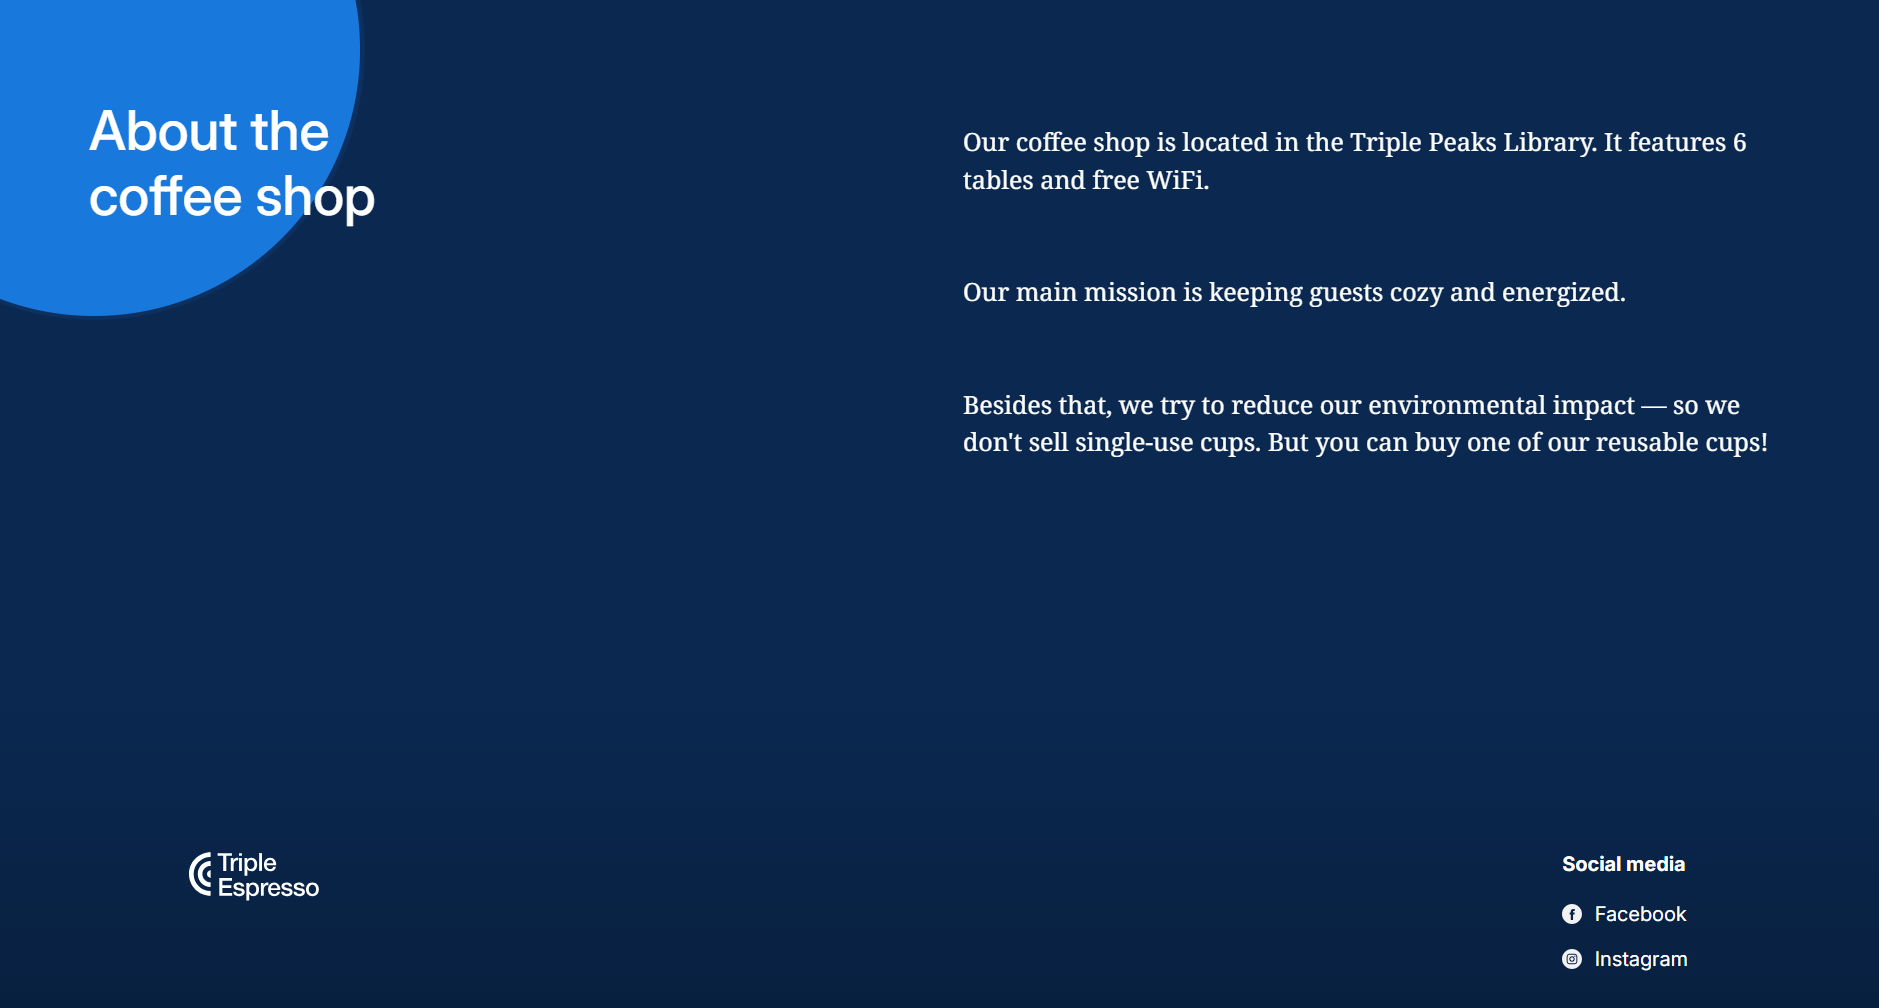 About the
coffee shop
Our coffee shop is located in the Triple Peaks Library. It features 6
tables and free WiFi.
Our main mission is keeping guests cozy and energized.
Besides that, we try to reduce our environmental impact — so we
don't sell single-use cups. But you can buy one of our reusable cups!
Triple
Espresso
Social media
Facebook
Instagram